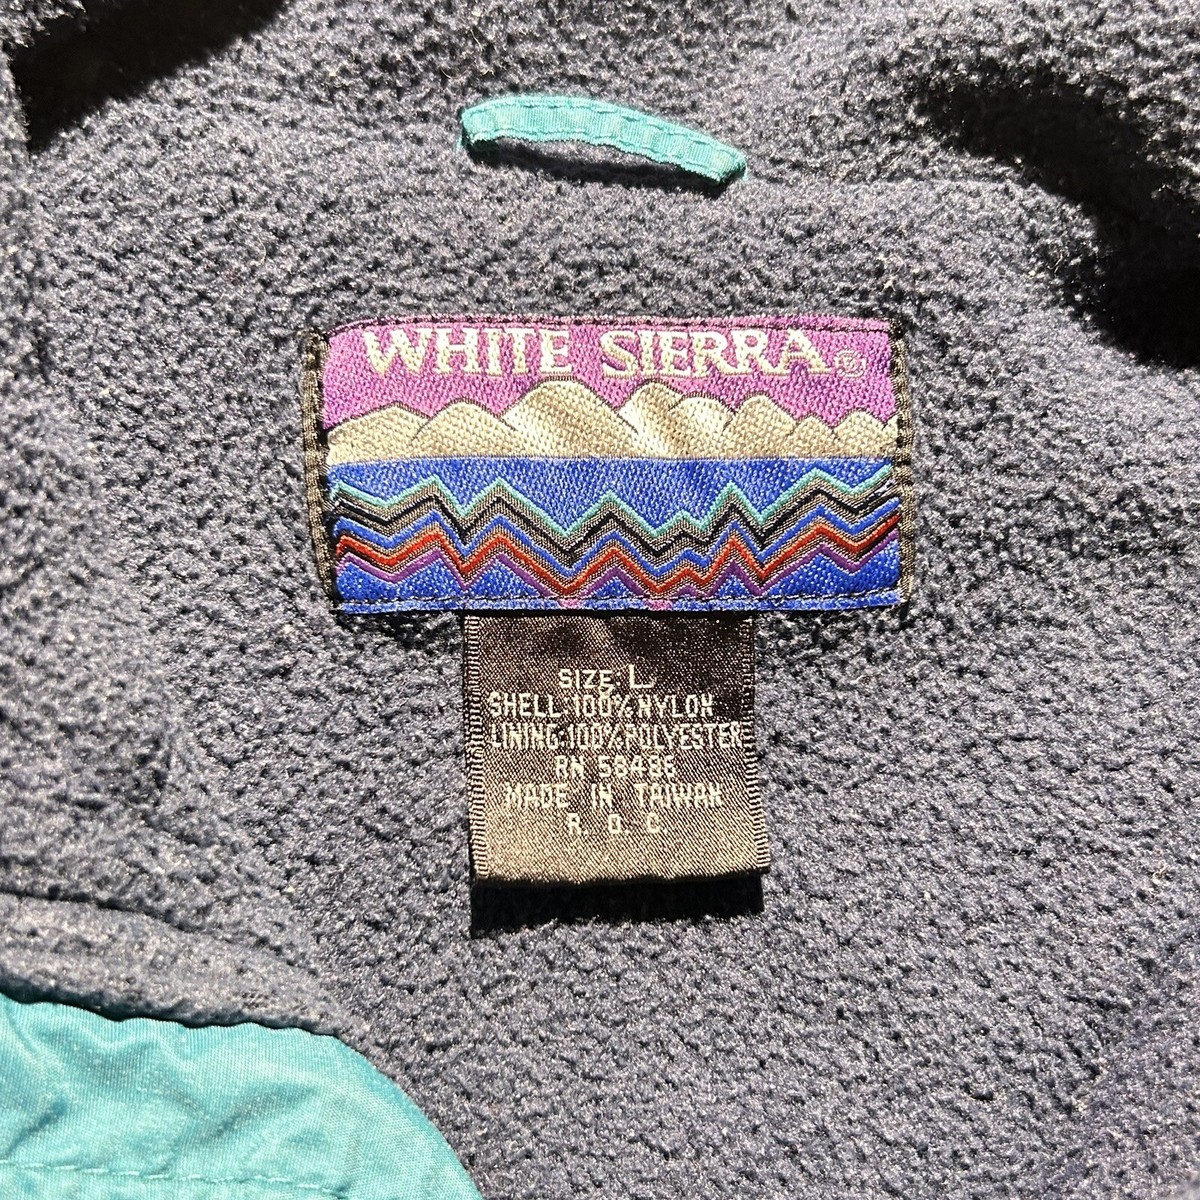 WHITE SIERRA®
SIZE: L
SHELL:100% NYLON
LINING:100% POLYESTER
RN 58486
MADE IN TAIWAN
R. O. C.